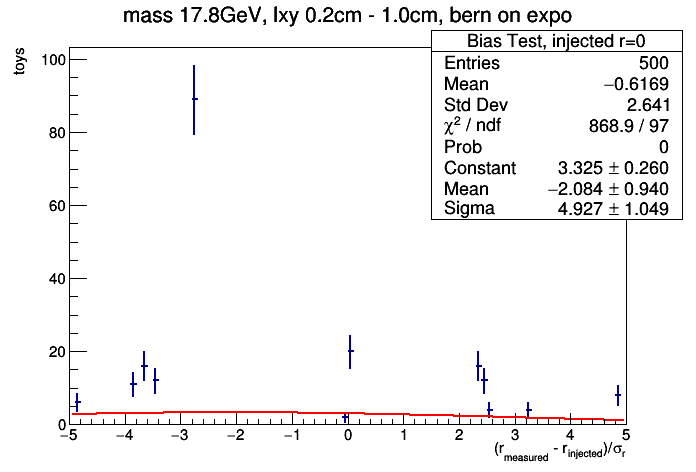 mass 17.8GeV, lxy 0.2cm - 1.0cm, bern on expo
Bias Test, injected r=0
Entries 500
Mean −0.6169
Std Dev 2.641
χ² / ndf 868.9 / 97
Prob 0
Constant 3.325 ± 0.260
Mean −2.084 ± 0.940
Sigma 4.927 ± 1.049
toys
100
80
60
40
20
0
−5 −4 −3 −2 −1 0 1 2 3 4 5
(r_measured - r_injected)/σ_r